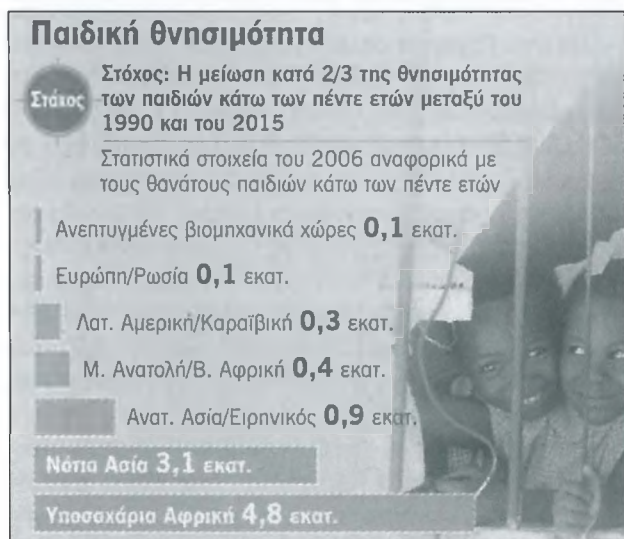 Παιδική θνησιμότητα
Στόχος
Στόχος: Η μείωση κατά 2/3 της θνησιμότητας
των παιδιών κάτω των πέντε ετών μεταξύ του
1990 και του 2015
Στατιστικά στοιχεία του 2006 αναφορικά με
τους θανάτους παιδιών κάτω των πέντε ετών
Ανεπτυγμένες βιομηχανικά χώρες 0,1 εκατ.
Ευρώπη/Ρωσία 0,1 εκατ.
Λατ. Αμερική/Καραϊβική 0,3 εκατ.
Μ. Ανατολή/Β. Αφρική 0,4 εκατ.
Ανατ. Ασία/Ειρηνικός 0,9 εκατ.
Νότια Ασία 3,1 εκατ.
Υποσαχάρια Αφρική 4,8 εκατ.